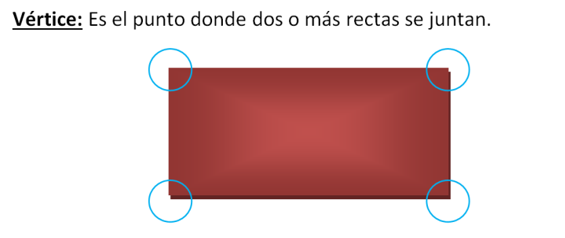 Vértice: Es el punto donde dos o más rectas se juntan.